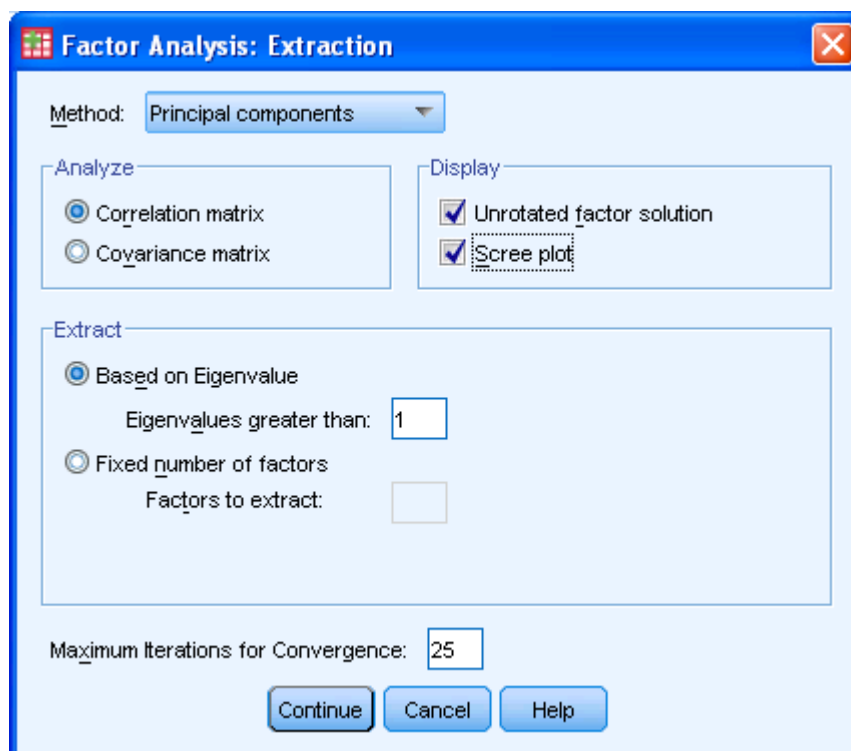 Factor Analysis: Extraction
Method: Principal components
Analyze
Correlation matrix
Covariance matrix
Display
Unrotated factor solution
Scree plot
Extract
Based on Eigenvalue
Eigenvalues greater than: 1
Fixed number of factors
Factors to extract:
Maximum Iterations for Convergence: 25
Continue Cancel Help